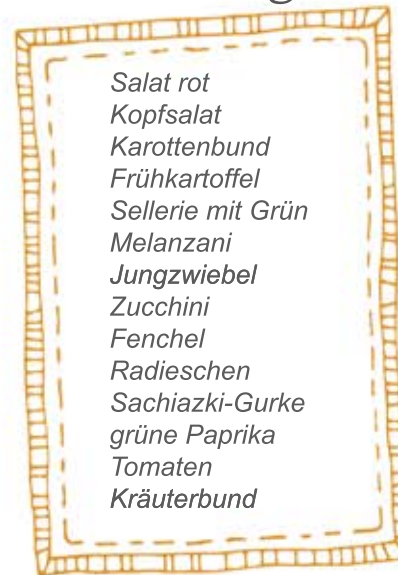 Salat rot
Kopfsalat
Karottenbund
Frühkartoffel
Sellerie mit Grün
Melanzani
Jungzwiebel
Zucchini
Fenchel
Radieschen
Sachiazki-Gurke
grüne Paprika
Tomaten
Kräuterbund